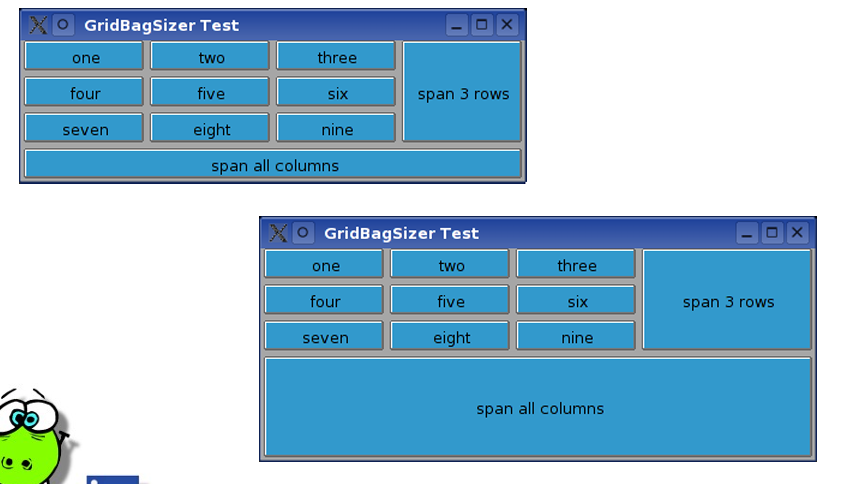 GridBagSizer Test
one two three
span 3 rows
four five six
seven eight nine
span all columns
GridBagSizer Test
one two three
span 3 rows
four five six
seven eight nine
span all columns